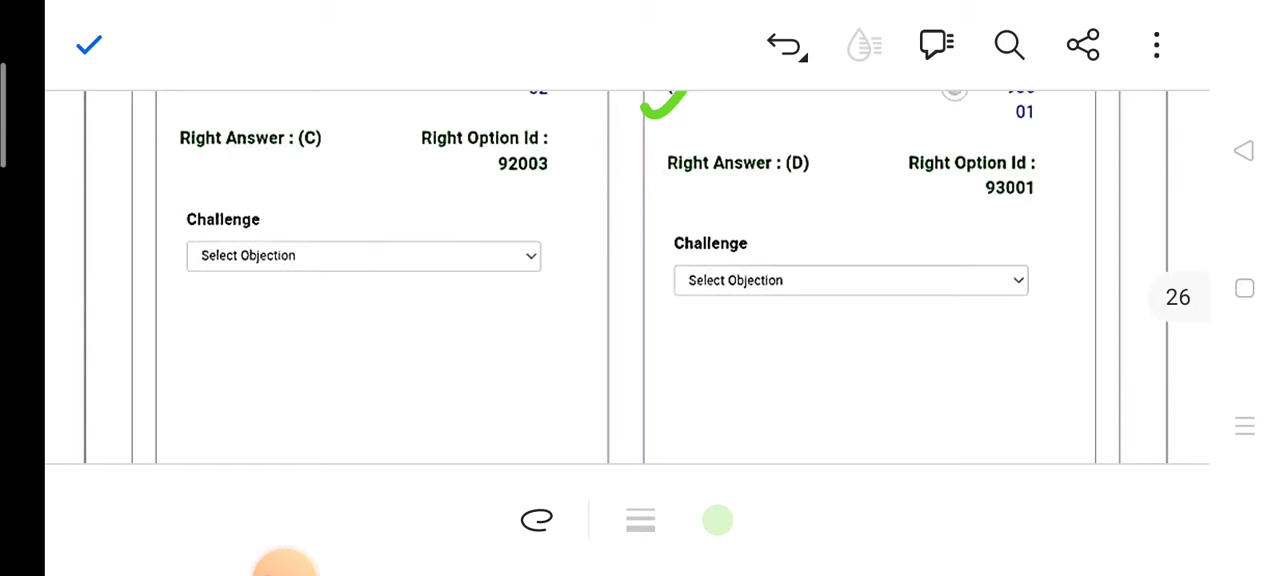 01
Right Answer : (C)
Right Option Id :
92003
Challenge
Select Objection
Right Answer : (D)
Right Option Id :
93001
Challenge
Select Objection
26